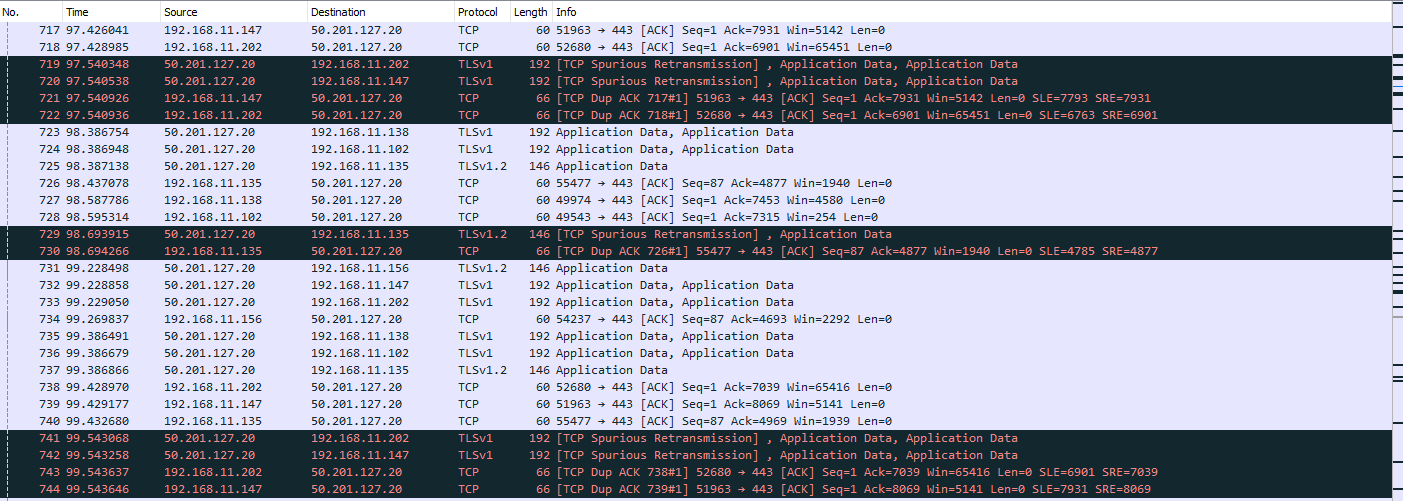 No. Time Source Destination Protocol Length Info
717 97.426041 192.168.11.147 50.201.127.20 TCP 60 51963 → 443 [ACK] Seq=1 Ack=7931 Win=5142 Len=0
718 97.428985 192.168.11.202 50.201.127.20 TCP 60 52680 → 443 [ACK] Seq=1 Ack=6901 Win=65451 Len=0
719 97.540348 50.201.127.20 192.168.11.202 TLSv1 192 [TCP Spurious Retransmission] , Application Data, Application Data
720 97.540538 50.201.127.20 192.168.11.147 TLSv1 192 [TCP Spurious Retransmission] , Application Data, Application Data
721 97.540926 192.168.11.147 50.201.127.20 TCP 66 [TCP Dup ACK 717#1] 51963 → 443 [ACK] Seq=1 Ack=7931 Win=5142 Len=0 SLE=7793 SRE=7931
722 97.540936 192.168.11.202 50.201.127.20 TCP 66 [TCP Dup ACK 718#1] 52680 → 443 [ACK] Seq=1 Ack=6901 Win=65451 Len=0 SLE=6763 SRE=6901
723 98.386754 50.201.127.20 192.168.11.138 TLSv1 192 Application Data, Application Data
724 98.386948 50.201.127.20 192.168.11.102 TLSv1 192 Application Data, Application Data
725 98.387138 50.201.127.20 192.168.11.135 TLSv1.2 146 Application Data
726 98.437078 192.168.11.135 50.201.127.20 TCP 60 55477 → 443 [ACK] Seq=87 Ack=4877 Win=1940 Len=0
727 98.587786 192.168.11.138 50.201.127.20 TCP 60 49974 → 443 [ACK] Seq=1 Ack=7453 Win=4580 Len=0
728 98.595314 192.168.11.102 50.201.127.20 TCP 60 49543 → 443 [ACK] Seq=1 Ack=7315 Win=254 Len=0
729 98.693915 50.201.127.20 192.168.11.135 TLSv1.2 146 [TCP Spurious Retransmission] , Application Data
730 98.694266 192.168.11.135 50.201.127.20 TCP 66 [TCP Dup ACK 726#1] 55477 → 443 [ACK] Seq=87 Ack=4877 Win=1940 Len=0 SLE=4785 SRE=4877
731 99.228498 50.201.127.20 192.168.11.156 TLSv1.2 146 Application Data
732 99.228858 50.201.127.20 192.168.11.147 TLSv1 192 Application Data, Application Data
733 99.229050 50.201.127.20 192.168.11.202 TLSv1 192 Application Data, Application Data
734 99.269837 192.168.11.156 50.201.127.20 TCP 60 54237 → 443 [ACK] Seq=87 Ack=4693 Win=2292 Len=0
735 99.386491 50.201.127.20 192.168.11.138 TLSv1 192 Application Data, Application Data
736 99.386679 50.201.127.20 192.168.11.102 TLSv1 192 Application Data, Application Data
737 99.386866 50.201.127.20 192.168.11.135 TLSv1.2 146 Application Data
738 99.428970 192.168.11.202 50.201.127.20 TCP 60 52680 → 443 [ACK] Seq=1 Ack=7039 Win=65416 Len=0
739 99.429177 192.168.11.147 50.201.127.20 TCP 60 51963 → 443 [ACK] Seq=1 Ack=8069 Win=5141 Len=0
740 99.432680 192.168.11.135 50.201.127.20 TCP 60 55477 → 443 [ACK] Seq=87 Ack=4969 Win=1939 Len=0
741 99.543068 50.201.127.20 192.168.11.202 TLSv1 192 [TCP Spurious Retransmission] , Application Data, Application Data
742 99.543258 50.201.127.20 192.168.11.147 TLSv1 192 [TCP Spurious Retransmission] , Application Data, Application Data
743 99.543637 192.168.11.202 50.201.127.20 TCP 66 [TCP Dup ACK 738#1] 52680 → 443 [ACK] Seq=1 Ack=7039 Win=65416 Len=0 SLE=6901 SRE=7039
744 99.543646 192.168.11.147 50.201.127.20 TCP 66 [TCP Dup ACK 739#1] 51963 → 443 [ACK] Seq=1 Ack=8069 Win=5141 Len=0 SLE=7931 SRE=8069